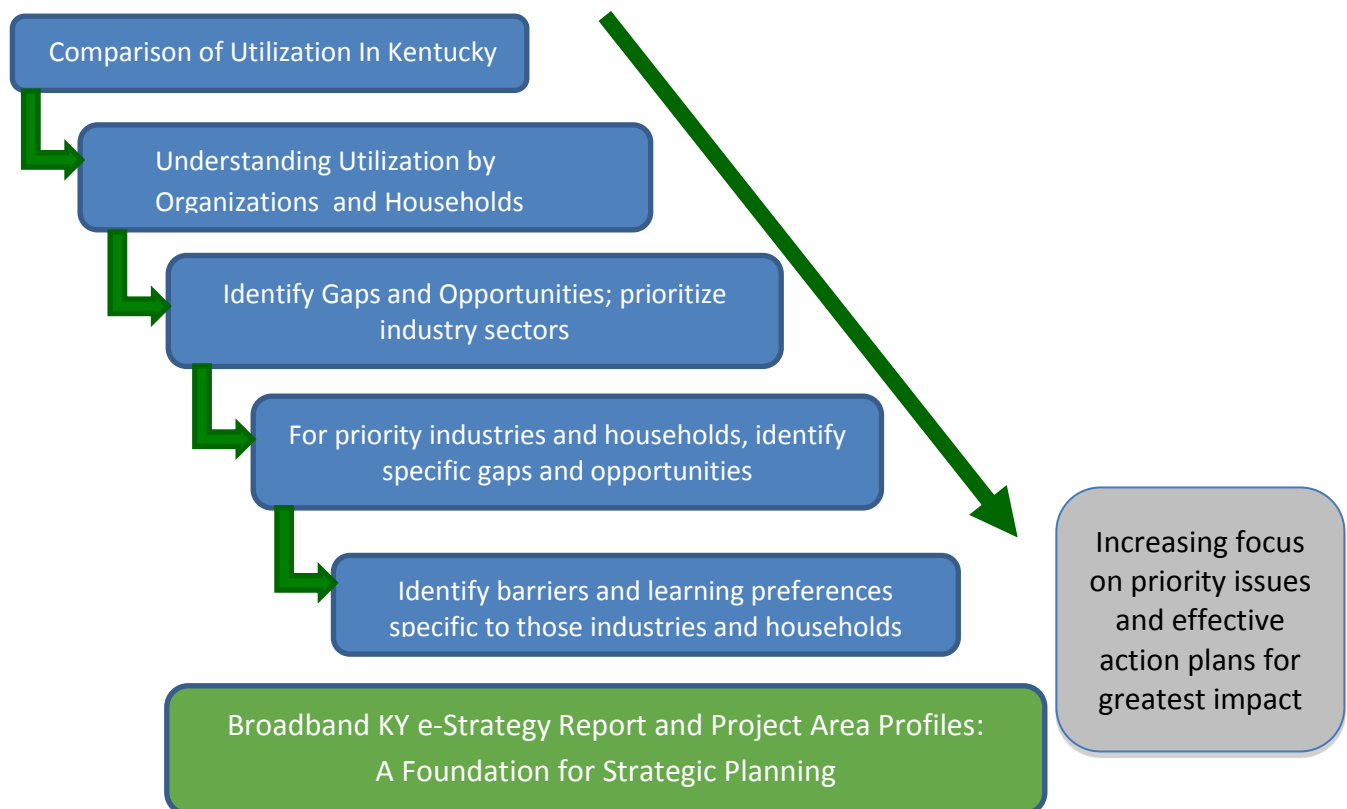 Comparison of Utilization In Kentucky
Understanding Utilization by
Organizations and Households
Identify Gaps and Opportunities; prioritize
industry sectors
For priority industries and households, identify
specific gaps and opportunities
Identify barriers and learning preferences
specific to those industries and households
Increasing focus
on priority issues
and effective
action plans for
greatest impact
Broadband KY e-Strategy Report and Project Area Profiles:
A Foundation for Strategic Planning